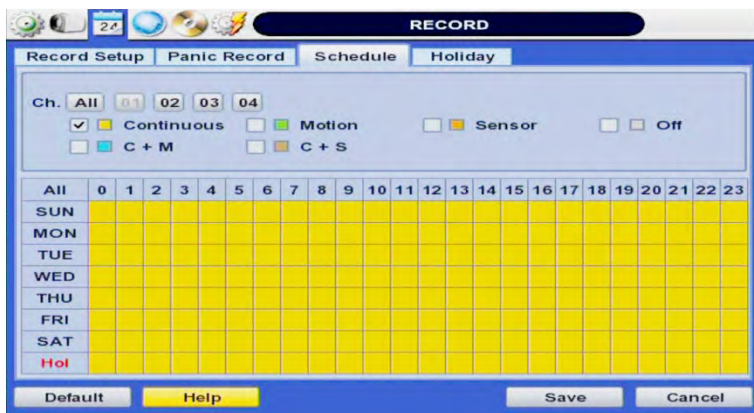 24
RECORD
Record Setup Panic Record Schedule Holiday
Ch. All 01 02 03 04
Continuous Motion Sensor Off
C + M C + S
All 0 1 2 3 4 5 6 7 8 9 10 11 12 13 14 15 16 17 18 19 20 21 22 23
SUN
MON
TUE
WED
THU
FRI
SAT
Hol
Default Help Save Cancel